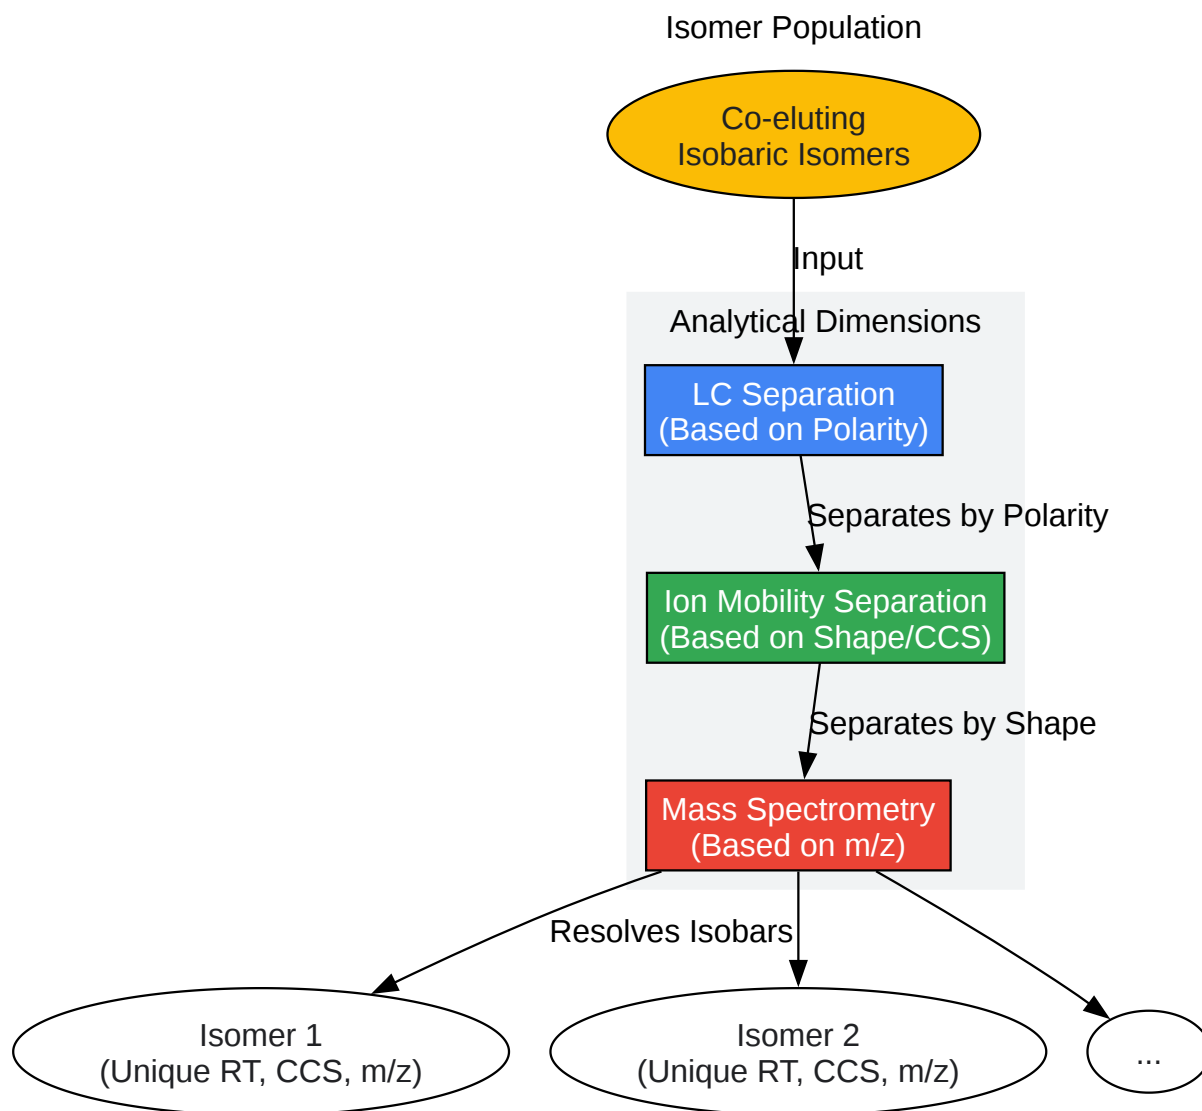 Isomer Population
Co-eluting
Isobaric Isomers
Input
Analytical Dimensions
LC Separation
(Based on Polarity)
Separates by Polarity
Ion Mobility Separation
(Based on Shape/CCS)
Separates by Shape
Mass Spectrometry
(Based on m/z)
Resolves Isobars
Isomer 1
(Unique RT, CCS, m/z)
Isomer 2
(Unique RT, CCS, m/z)
...